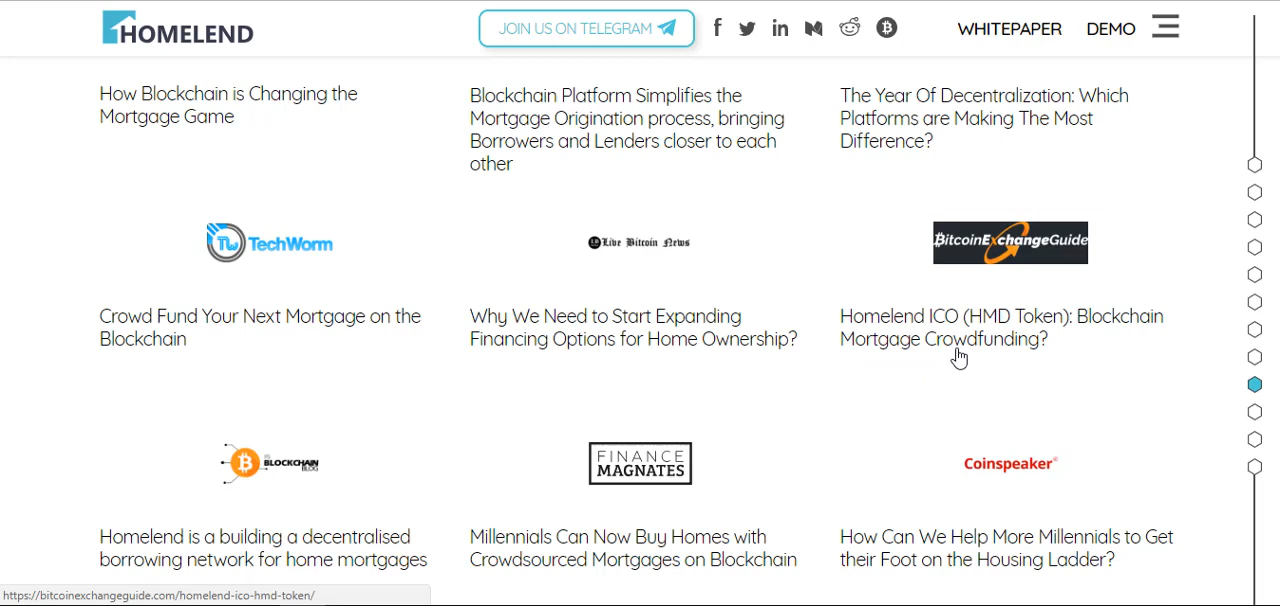 HOMELEND
JOIN US ON TELEGRAM
WHITEPAPER
DEMO
How Blockchain is Changing the
Mortgage Game
Blockchain Platform Simplifies the
Mortgage Origination process, bringing
Borrowers and Lenders closer to each
other
The Year Of Decentralization: Which
Platforms are Making The Most
Difference?
TW TechWorm
Live Bitcoin News
BitcoinExchangeGuide
Crowd Fund Your Next Mortgage on the
Blockchain
Why We Need to Start Expanding
Financing Options for Home Ownership?
Homelend ICO (HMD Token): Blockchain
Mortgage Crowdfunding?
BLOCKCHAIN
BLOG
FINANCE
MAGNATES
Coinspeaker
Homelend is a building a decentralised
borrowing network for home mortgages
Millennials Can Now Buy Homes with
Crowdsourced Mortgages on Blockchain
How Can We Help More Millennials to Get
their Foot on the Housing Ladder?
https://bitcoinexchangeguide.com/homelend-ico-hmd-token/